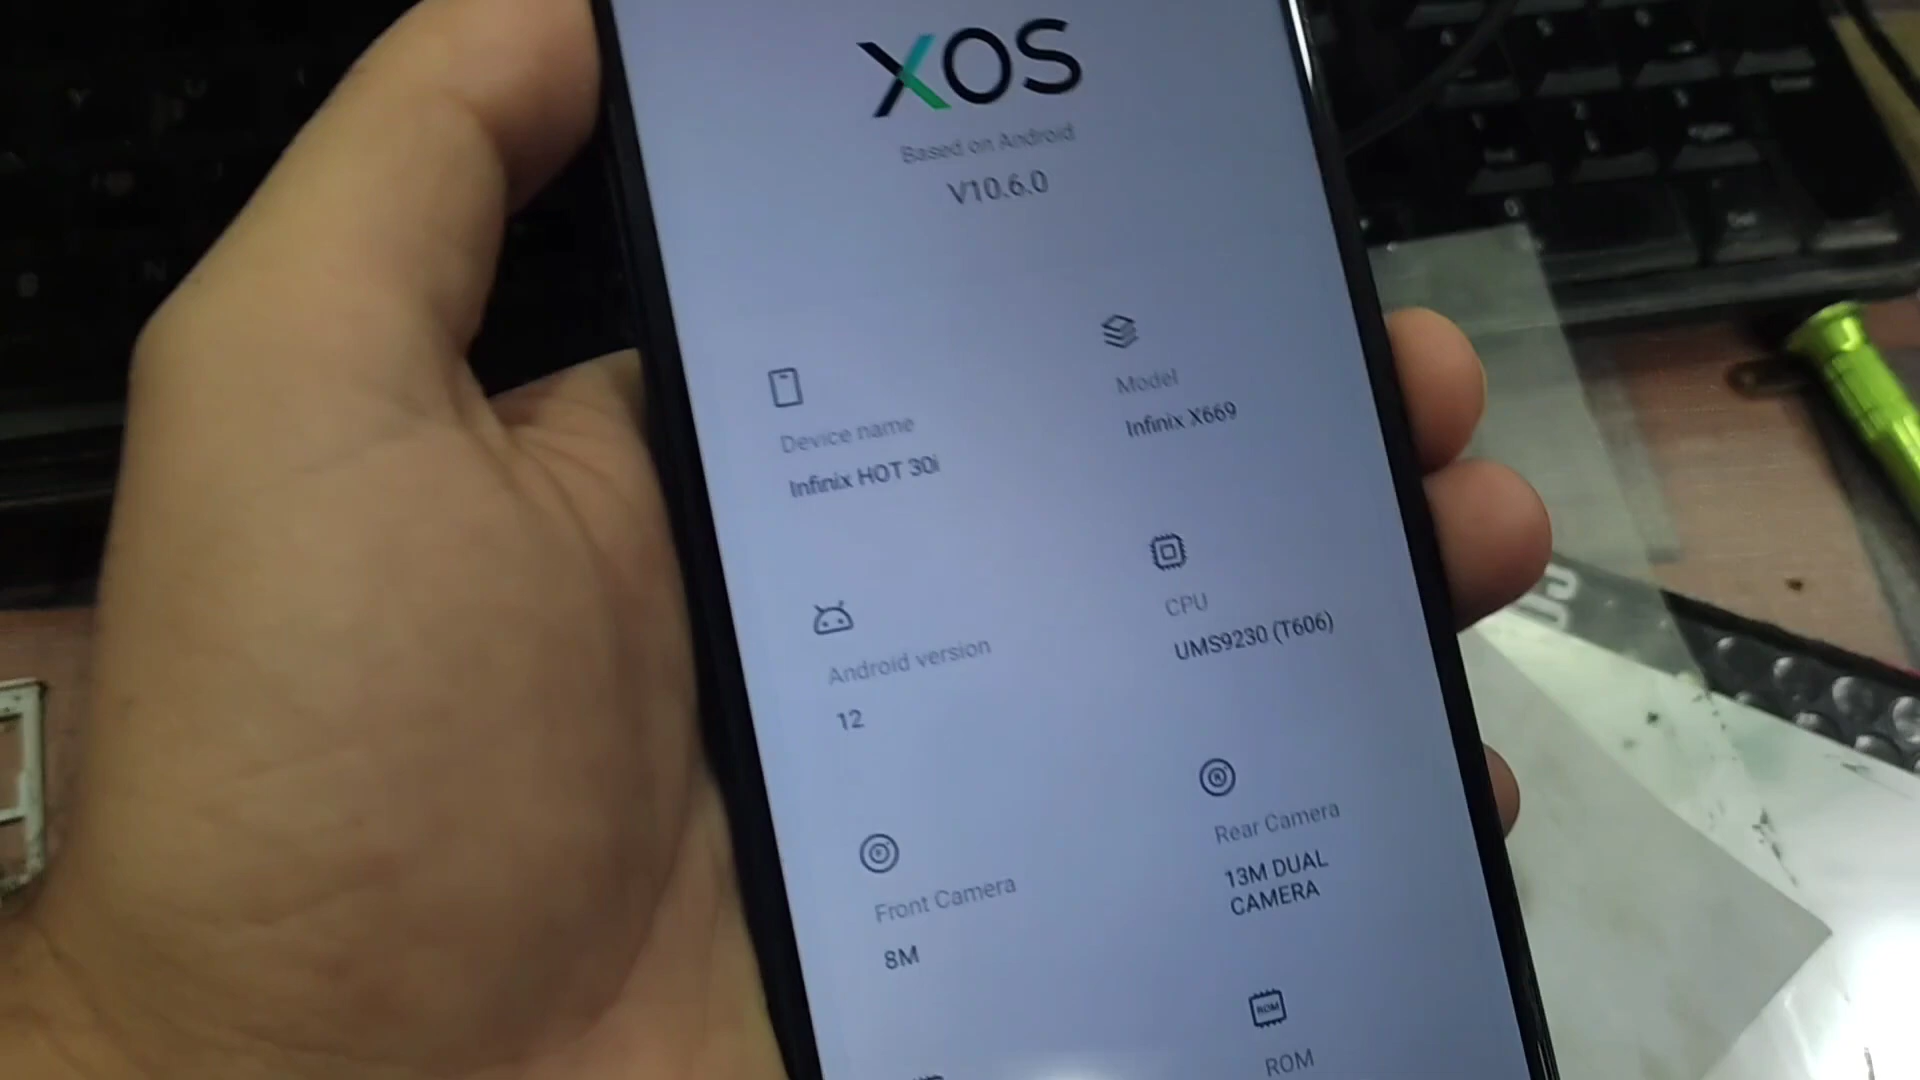 XOS
Based on Android
V10.6.0
Device name
Infinix HOT 30i
Model
Infinix X669
Android version
12
CPU
UMS9230 (T606)
Front Camera
8M
Rear Camera
13M DUAL
CAMERA
ROM
ROM